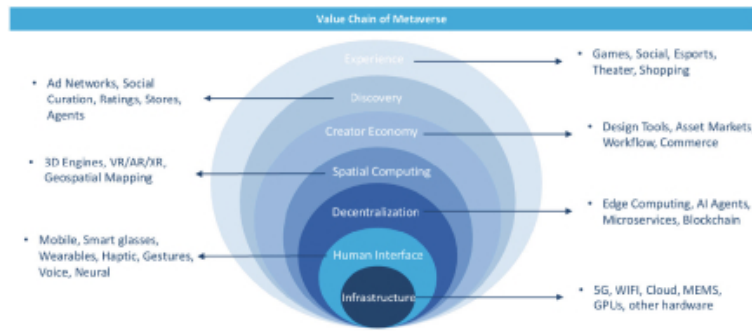 Value Chain of Metaverse
Experience
• Games, Social, Esports,
Theater, Shopping
• Ad Networks, Social
Curation, Ratings, Stores,
Agents
Discovery
Creator Economy
• Design Tools, Asset Markets,
Workflow, Commerce
• 3D Engines, VR/AR/XR,
Geospatial Mapping
Spatial Computing
Decentralization
• Edge Computing, AI Agents,
Microservices, Blockchain
• Mobile, Smart glasses,
Wearables, Haptic, Gestures,
Voice, Neural
Human Interface
Infrastructure
• 5G, WIFI, Cloud, MEMS,
GPUs, other hardware